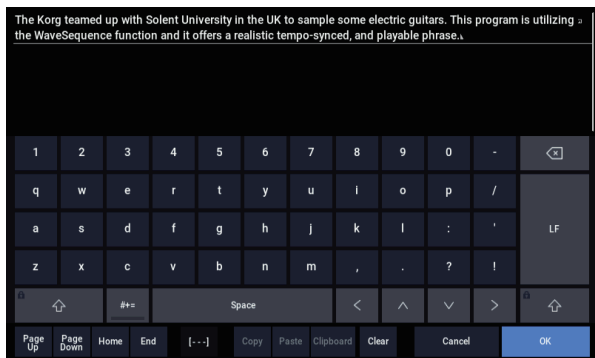 The Korg teamed up with Solent University in the UK to sample some electric guitars. This program is utilizing
the WaveSequence function and it offers a realistic tempo-synced, and playable phrase.
1 2 3 4 5 6 7 8 9 0 -
q w e r t y u i o p /
a s d f g h j k l : ' LF
z x c v b n m , . ? !
#+= Space
Page Up Page Down Home End [---] Copy Paste Clipboard Clear Cancel OK